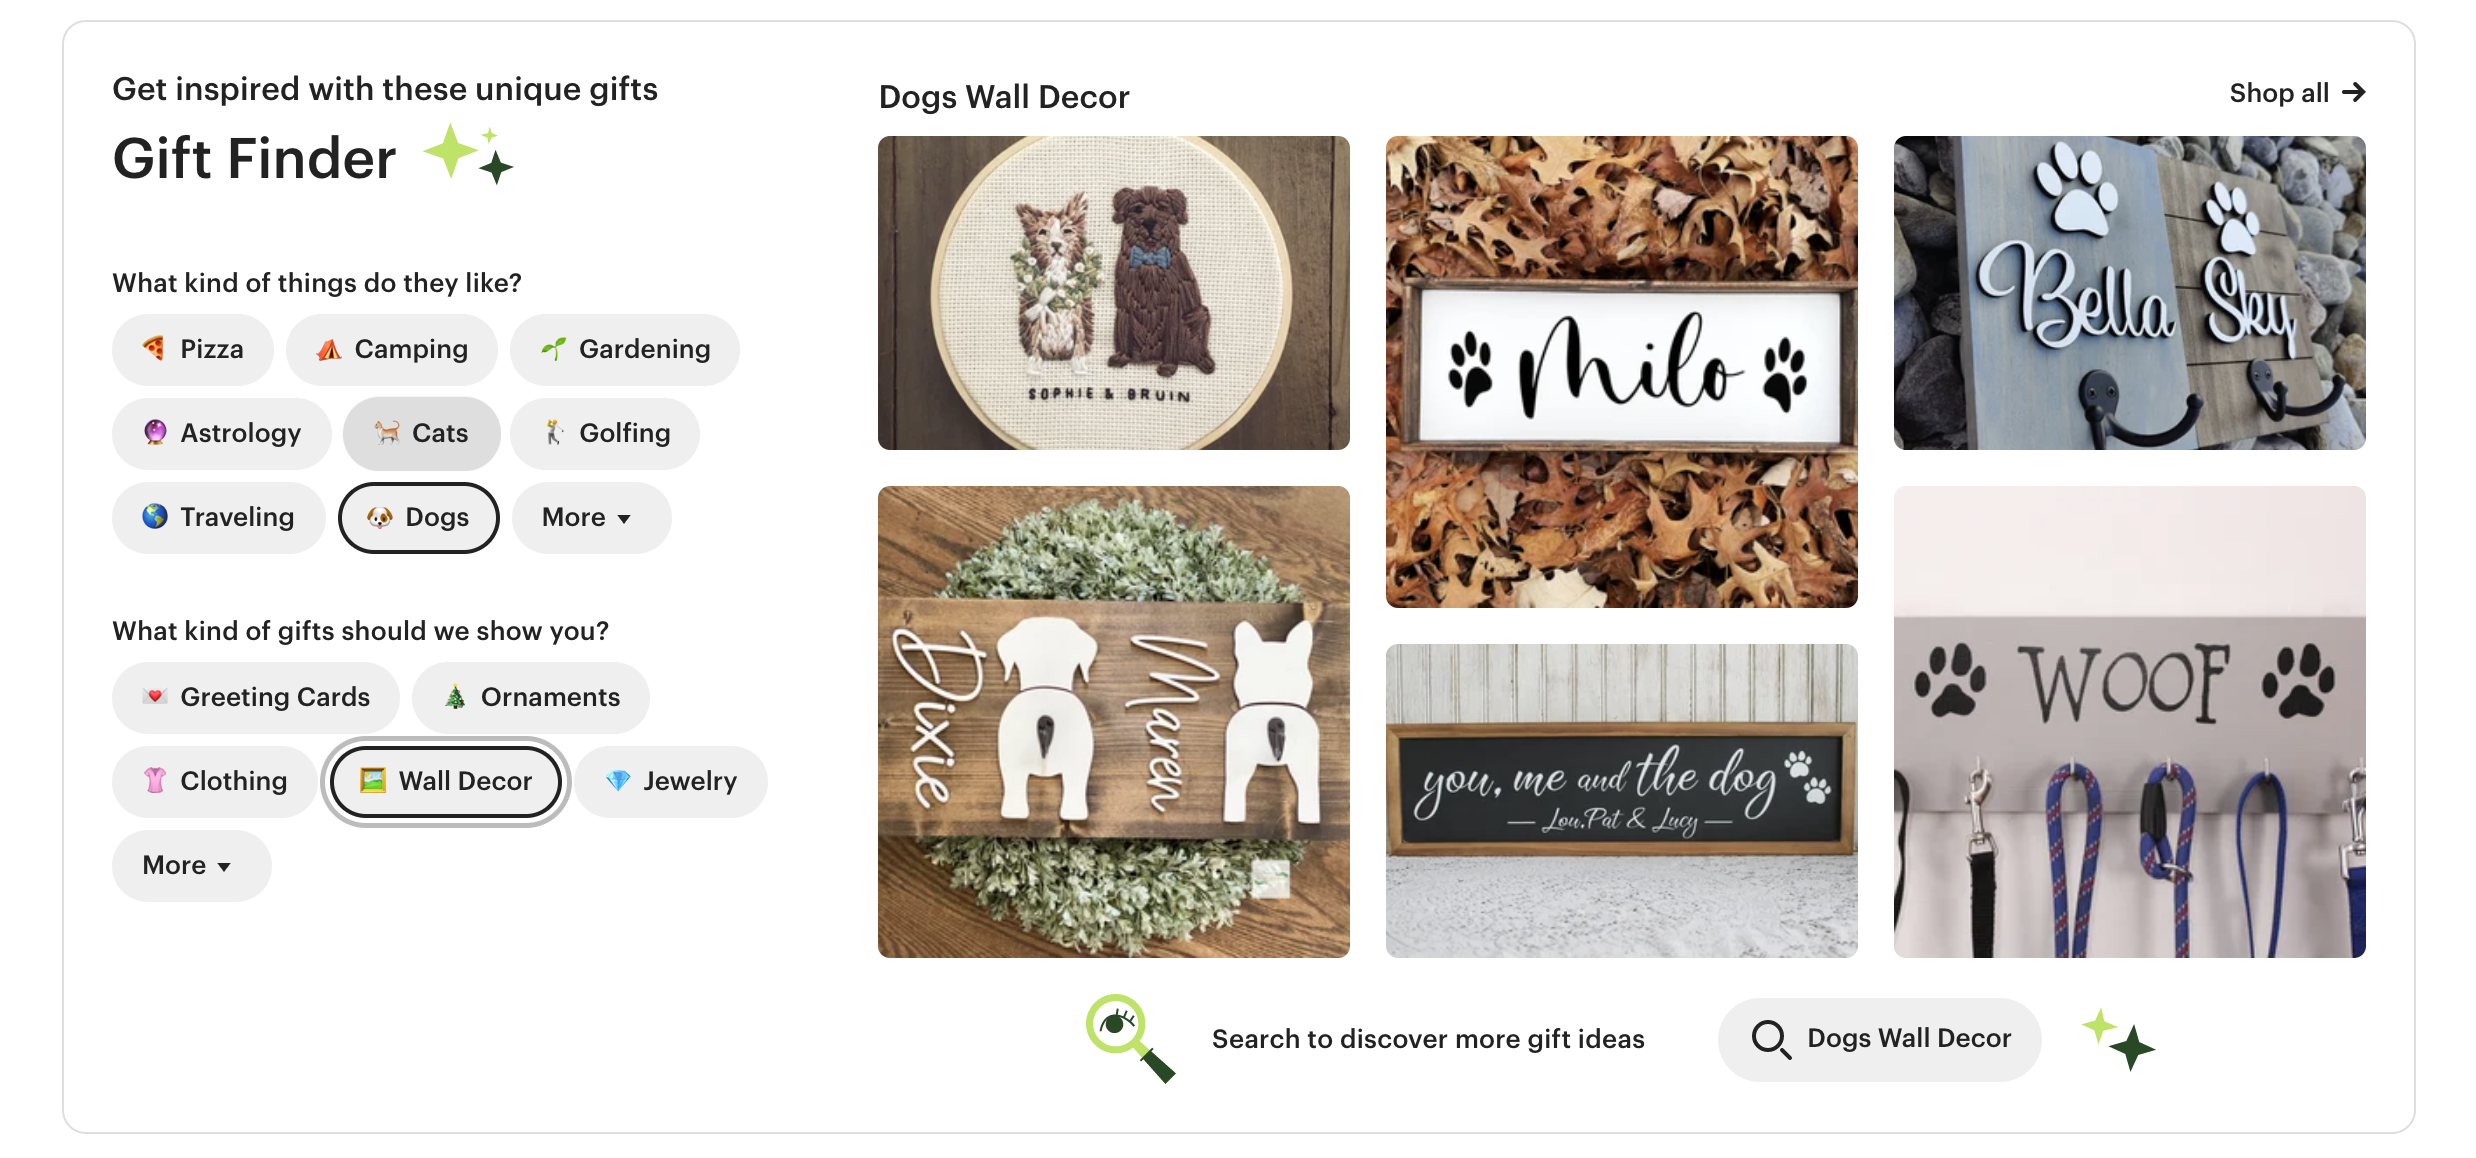 Get inspired with these unique gifts
Gift Finder
What kind of things do they like?
Pizza
Camping
Gardening
Astrology
Cats
Golfing
Traveling
Dogs
More
What kind of gifts should we show you?
Greeting Cards
Ornaments
Clothing
Wall Decor
Jewelry
More
Dogs Wall Decor
Shop all
SOPHIE & BRUIN
Milo
Bella
Sky
Dixie
Maren
you, me and the dog
— Lou, Pat & Lucy —
WOOF
Search to discover more gift ideas
Dogs Wall Decor